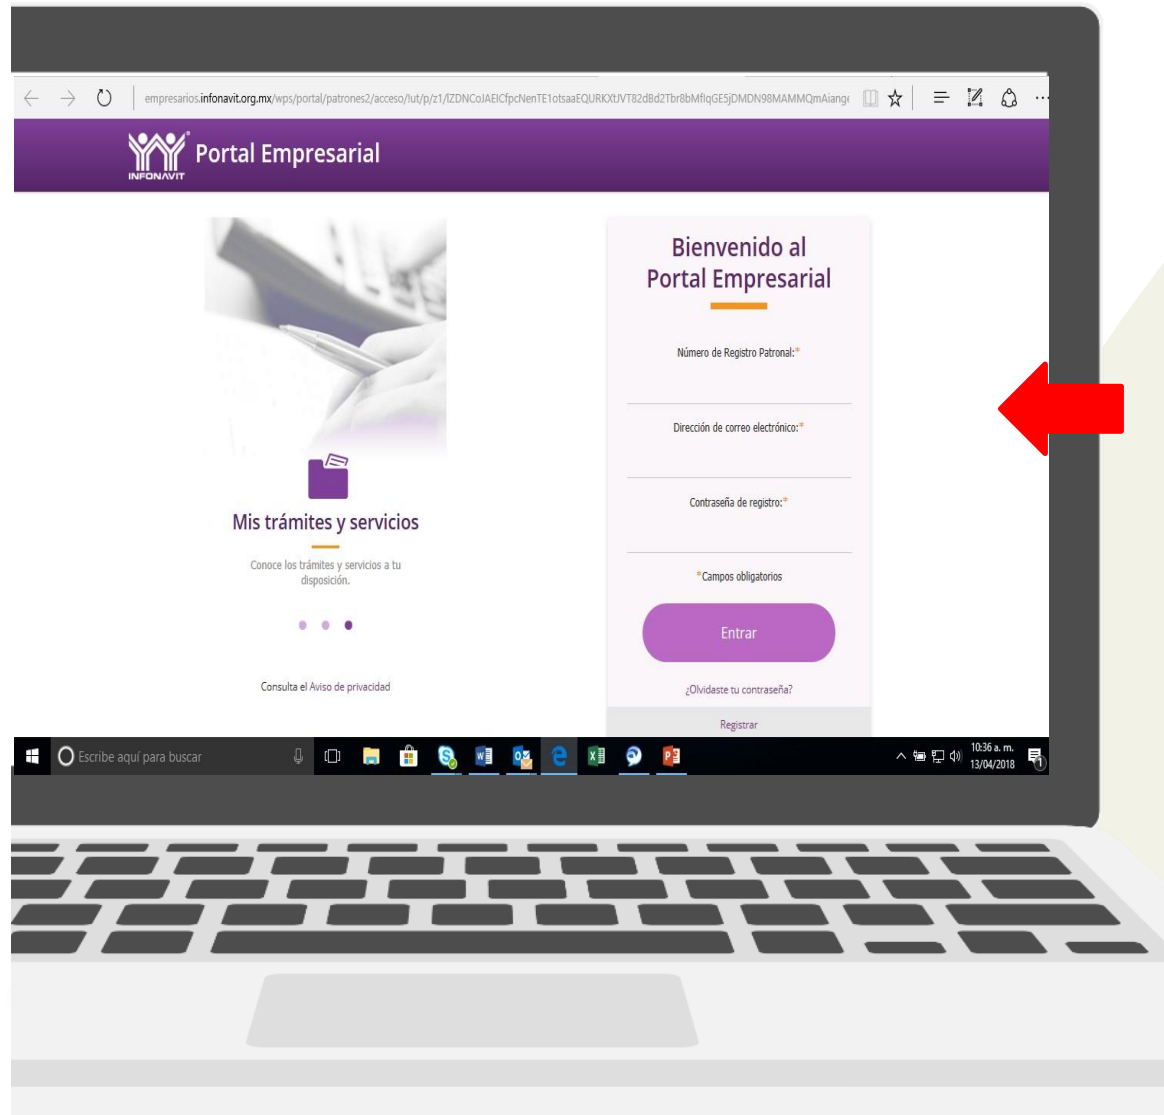 empresarios.infonavit.org.mx/wps/portal/patrones2/acceso/!ut/p/z1/
INFONAVIT
Portal Empresarial
Mis trámites y servicios
Conoce los trámites y servicios a tu
disposición.
Consulta el Aviso de privacidad
Bienvenido al
Portal Empresarial
Número de Registro Patronal:*
Dirección de correo electrónico:*
Contraseña de registro:*
*Campos obligatorios
Entrar
¿Olvidaste tu contraseña?
Registrar
Escribe aquí para buscar
10:36 a. m.
13/04/2018
1